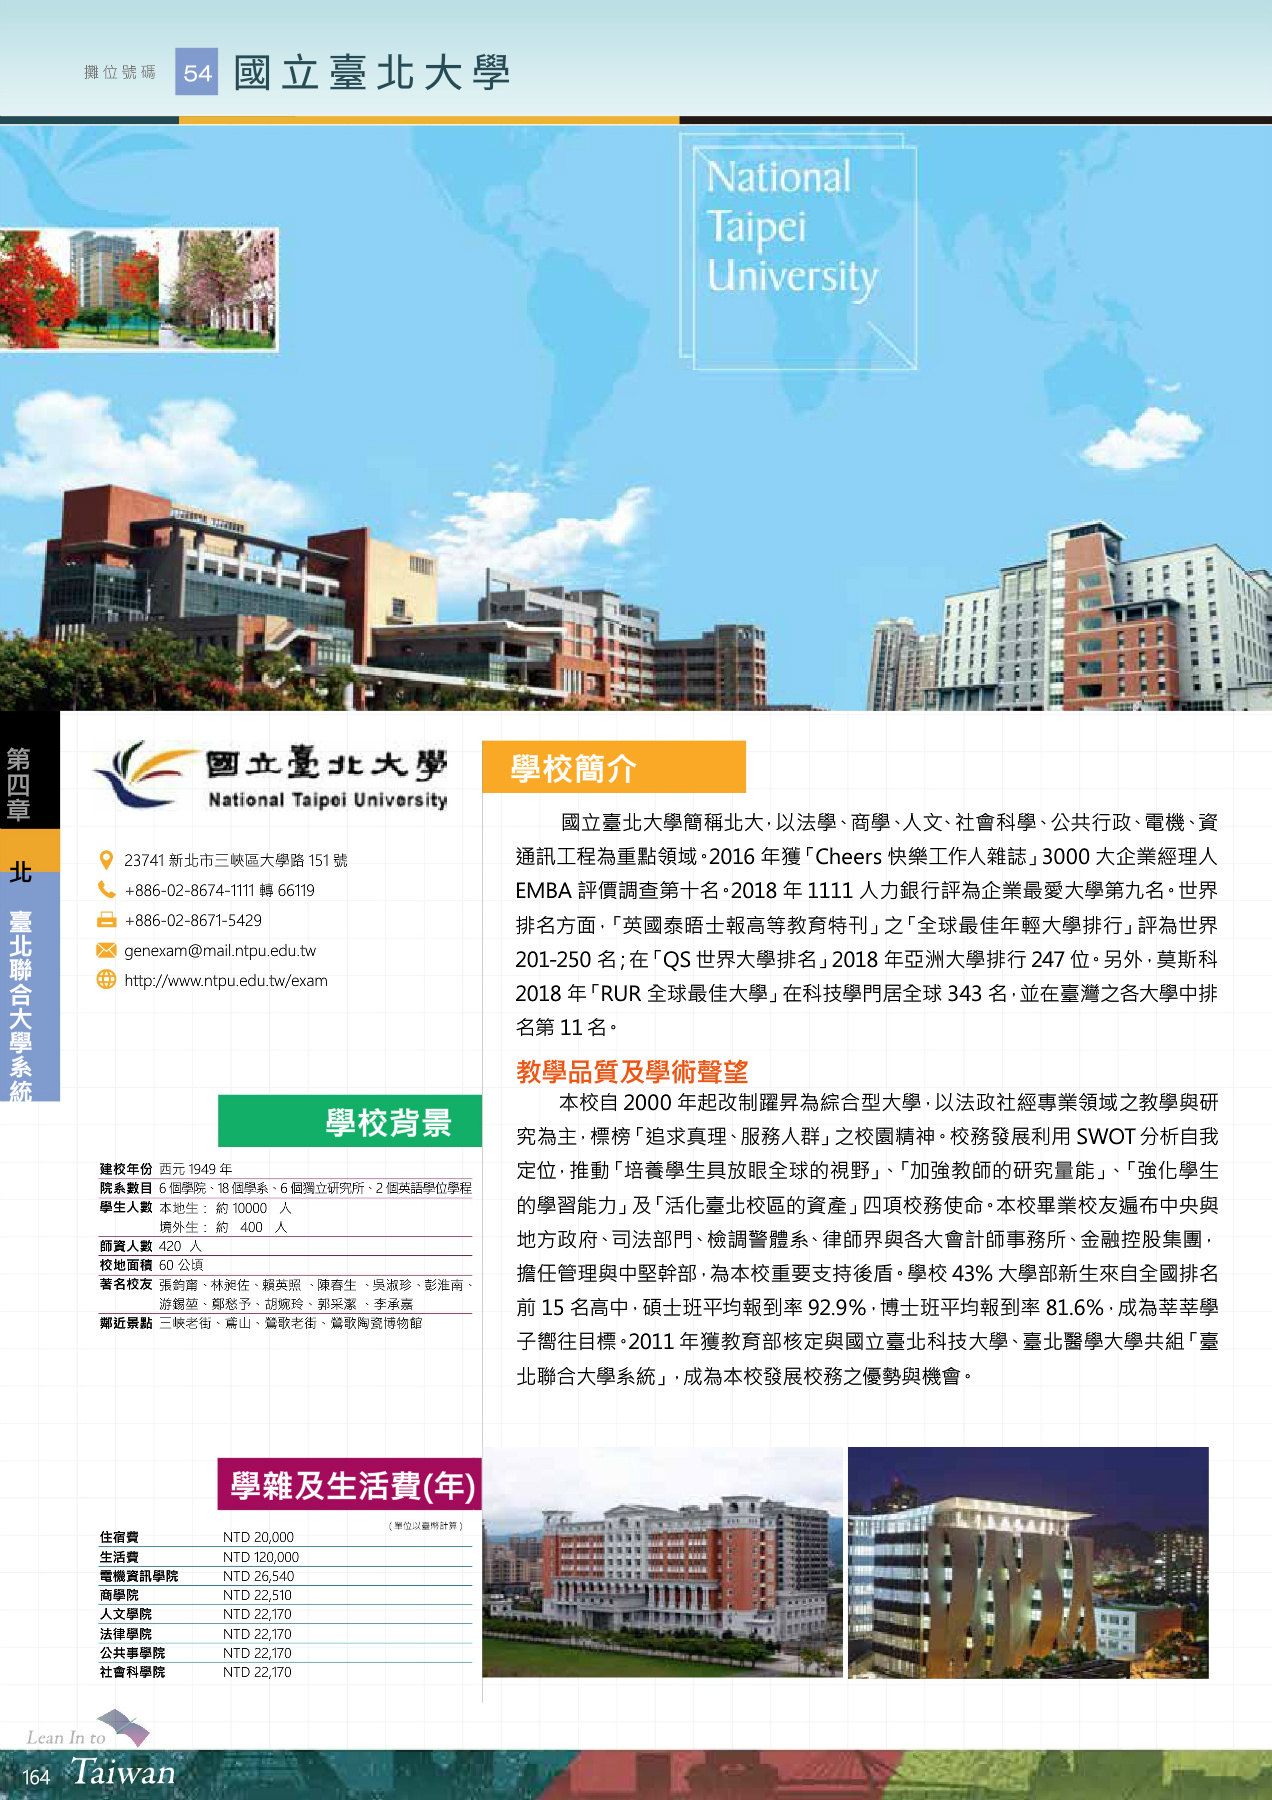 攤位號碼 54 國立臺北大學
National
Taipei
University
第四章
北
臺北聯合大學系統
國立臺北大學
National Taipei University
23741 新北市三峽區大學路 151 號
+886-02-8674-1111 轉 66119
+886-02-8671-5429
genexam@mail.ntpu.edu.tw
http://www.ntpu.edu.tw/exam
學校背景
建校年份 西元 1949 年
院系數目 6 個學院、18 個學系、6 個獨立研究所、2 個英語學位學程
學生人數 本地生： 約 10000 人
境外生： 約 400 人
師資人數 420 人
校地面積 60 公頃
著名校友 張鈞甯、林昶佐、賴英照 、陳春生 、吳淑珍、彭淮南、
游錫堃、鄭愁予、胡婉玲、郭采潔 、李承嘉
鄰近景點 三峽老街、鳶山、鶯歌老街、鶯歌陶瓷博物館
學雜及生活費(年)
（單位以臺幣計算）
住宿費 NTD 20,000
生活費 NTD 120,000
電機資訊學院 NTD 26,540
商學院 NTD 22,510
人文學院 NTD 22,170
法律學院 NTD 22,170
公共事學院 NTD 22,170
社會科學院 NTD 22,170
學校簡介
國立臺北大學簡稱北大，以法學、商學、人文、社會科學、公共行政、電機、資
通訊工程為重點領域。2016 年獲「Cheers 快樂工作人雜誌」3000 大企業經理人
EMBA 評價調查第十名。2018 年 1111 人力銀行評為企業最愛大學第九名。世界
排名方面，「英國泰晤士報高等教育特刊」之「全球最佳年輕大學排行」評為世界
201-250 名；在「QS 世界大學排名」2018 年亞洲大學排行 247 位。另外，莫斯科
2018 年「RUR 全球最佳大學」在科技學門居全球 343 名，並在臺灣之各大學中排
名第 11 名。
教學品質及學術聲望
本校自 2000 年起改制躍昇為綜合型大學，以法政社經專業領域之教學與研
究為主，標榜「追求真理、服務人群」之校園精神。校務發展利用 SWOT 分析自我
定位，推動「培養學生具放眼全球的視野」、「加強教師的研究量能」、「強化學生
的學習能力」及「活化臺北校區的資產」四項校務使命。本校畢業校友遍布中央與
地方政府、司法部門、檢調警體系、律師界與各大會計師事務所、金融控股集團，
擔任管理與中堅幹部，為本校重要支持後盾。學校 43% 大學部新生來自全國排名
前 15 名高中，碩士班平均報到率 92.9%，博士班平均報到率 81.6%，成為莘莘學
子嚮往目標。2011 年獲教育部核定與國立臺北科技大學、臺北醫學大學共組「臺
北聯合大學系統」，成為本校發展校務之優勢與機會。
Lean In to
Taiwan
164